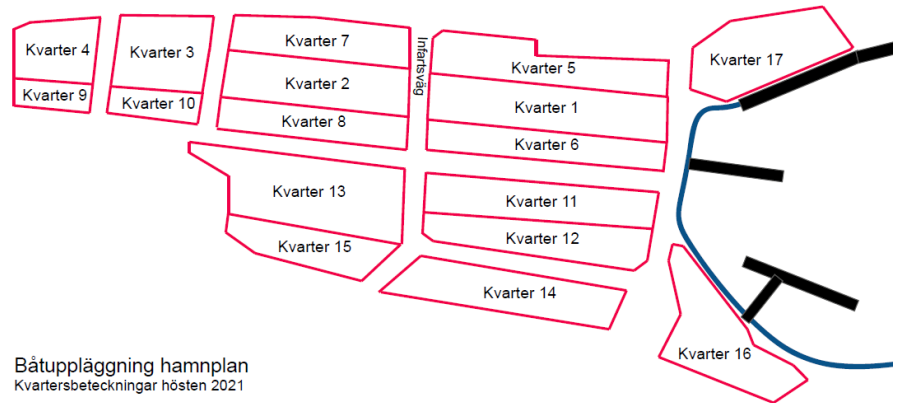 Kvarter 4
Kvarter 3
Kvarter 7
Infartsväg
Kvarter 5
Kvarter 17
Kvarter 9
Kvarter 10
Kvarter 2
Kvarter 1
Kvarter 8
Kvarter 6
Kvarter 13
Kvarter 11
Kvarter 15
Kvarter 12
Kvarter 14
Kvarter 16
Båtuppläggning hamnplan
Kvartersbeteckningar hösten 2021